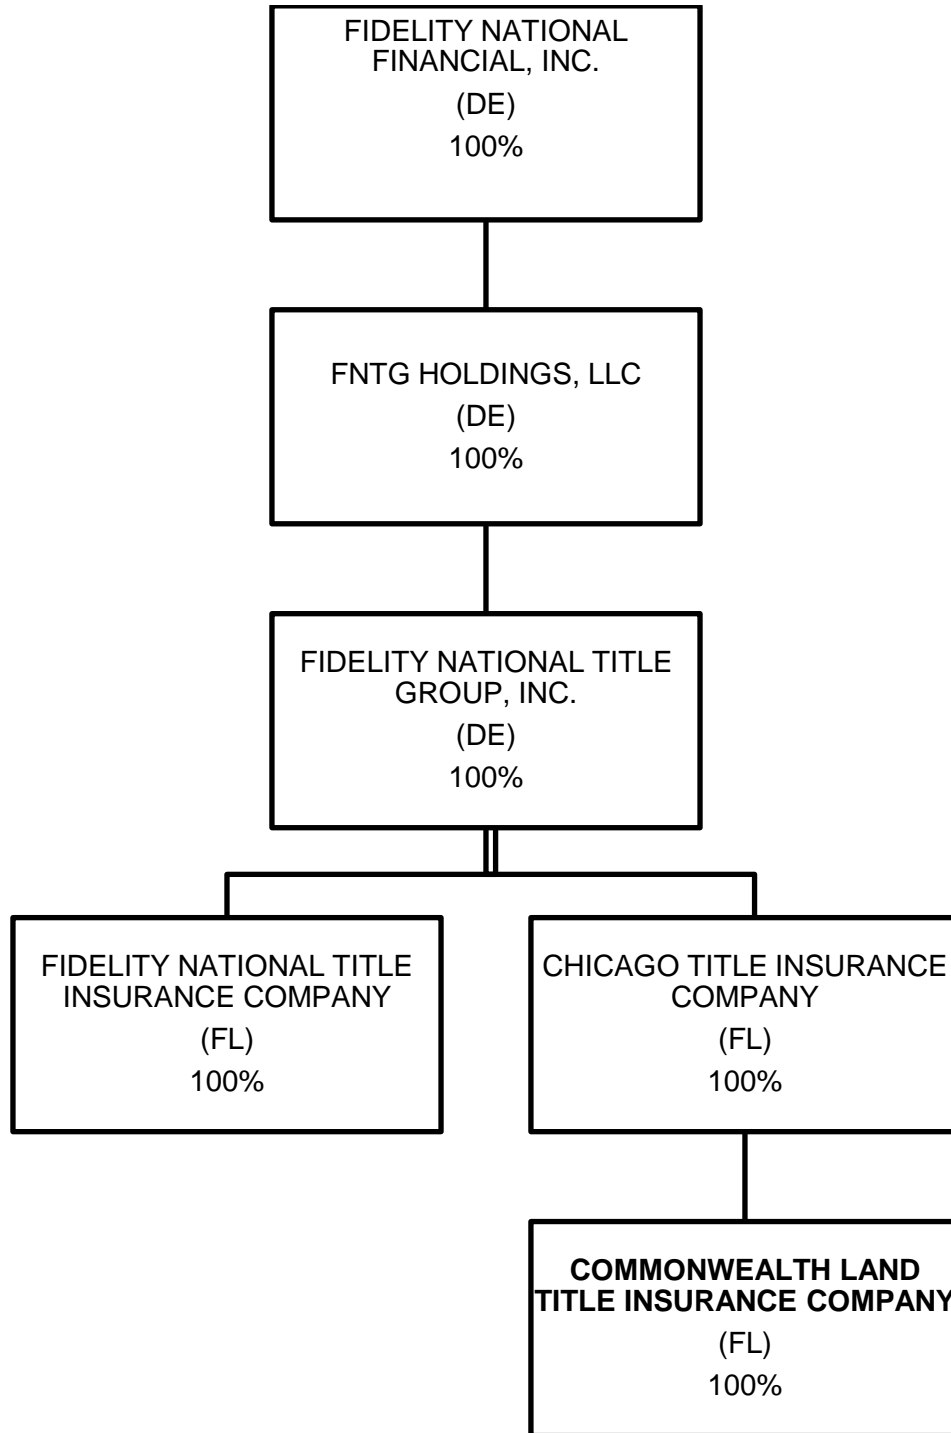 FIDELITY NATIONAL
FINANCIAL, INC.
(DE)
100%
FNTG HOLDINGS, LLC
(DE)
100%
FIDELITY NATIONAL TITLE
GROUP, INC.
(DE)
100%
FIDELITY NATIONAL TITLE
INSURANCE COMPANY
(FL)
100%
CHICAGO TITLE INSURANCE
COMPANY
(FL)
100%
COMMONWEALTH LAND
TITLE INSURANCE COMPANY
(FL)
100%